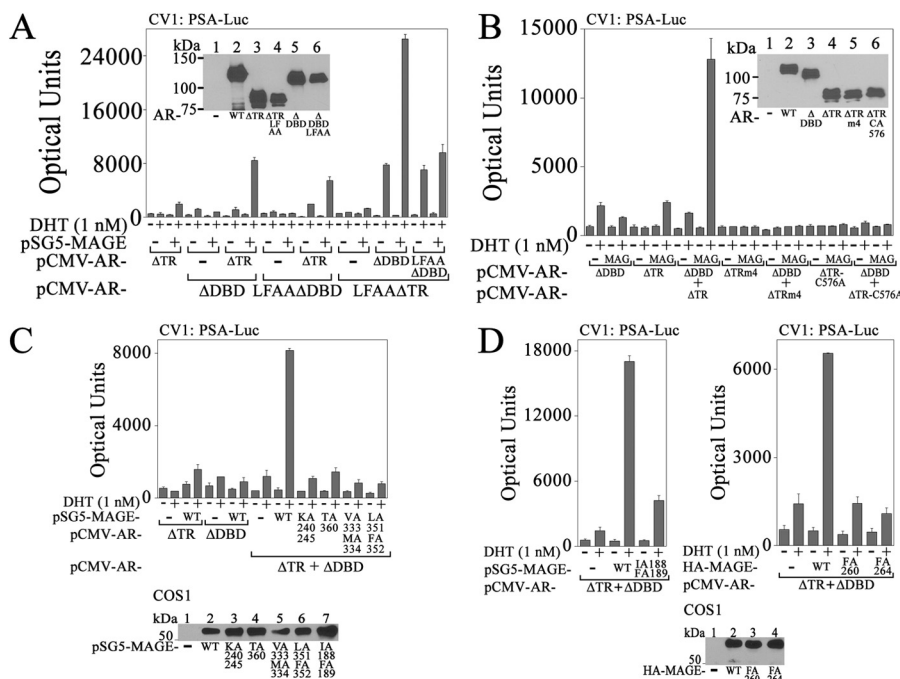 A
CV1: PSA-Luc
Optical Units
24000
16000
8000
0
kDa 1 2 3 4 5 6
150
100
75
AR- – WT ΔTR ΔTR LF AA Δ DBD Δ DBD LFAA
DHT (1 nM) - + - + - + - + - + - + - + - + - + - + - + - + - + - + - + - + - +
pSG5-MAGE
pCMV-AR- ΔTR – ΔTR – ΔTR – ΔDBD LFAA ΔDBD
pCMV-AR- ΔDBD LFAAΔDBD LFAAΔTR
B
CV1: PSA-Luc
Optical Units
15000
10000
5000
0
kDa 1 2 3 4 5 6
100
75
AR- – WT Δ DBD ΔTR ΔTR m4 ΔTR CA 576
DHT (1 nM) - + - + - + - + - + - + - + - + - + - + - + - + - + - +
– MAG – MAG – MAG – MAG – MAG – MAG – MAG
pCMV-AR- ΔDBD ΔTR ΔDBD ΔTRm4 ΔDBD ΔTR- ΔDBD
+ + C576A +
pCMV-AR- ΔTR ΔTRm4 ΔTR-C576A
C
CV1: PSA-Luc
Optical Units
8000
4000
0
DHT (1 nM) - + - + - + - + - + - + - + - + - + - +
pSG5-MAGE- – WT – WT – WT KA TA VA LA
240 360 333 351
245 MA FA
334 352
pCMV-AR- ΔTR ΔDBD
pCMV-AR- ΔTR + ΔDBD
COS1
kDa 1 2 3 4 5 6 7
50
pSG5-MAGE- – WT KA TA VA LA IA
240 360 333 351 188
245 MA FA FA
334 352 189
D
CV1: PSA-Luc
Optical Units
18000
12000
6000
0
DHT (1 nM) - + - + - +
pSG5-MAGE- – WT IA188
FA189
pCMV-AR- ΔTR+ΔDBD
CV1: PSA-Luc
Optical Units
6000
3000
0
DHT (1 nM) - + - + - + - +
HA-MAGE- – WT FA FA
260 264
pCMV-AR- ΔTR+ΔDBD
COS1
kDa 1 2 3 4
50
HA-MAGE- – WT FA FA
260 264